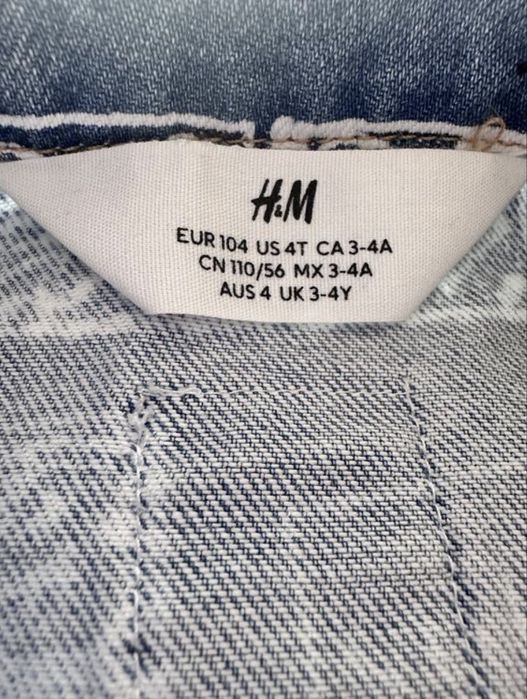 H&M
EUR 104 US 4T CA 3-4A
CN 110/56 MX 3-4A
AUS 4 UK 3-4Y